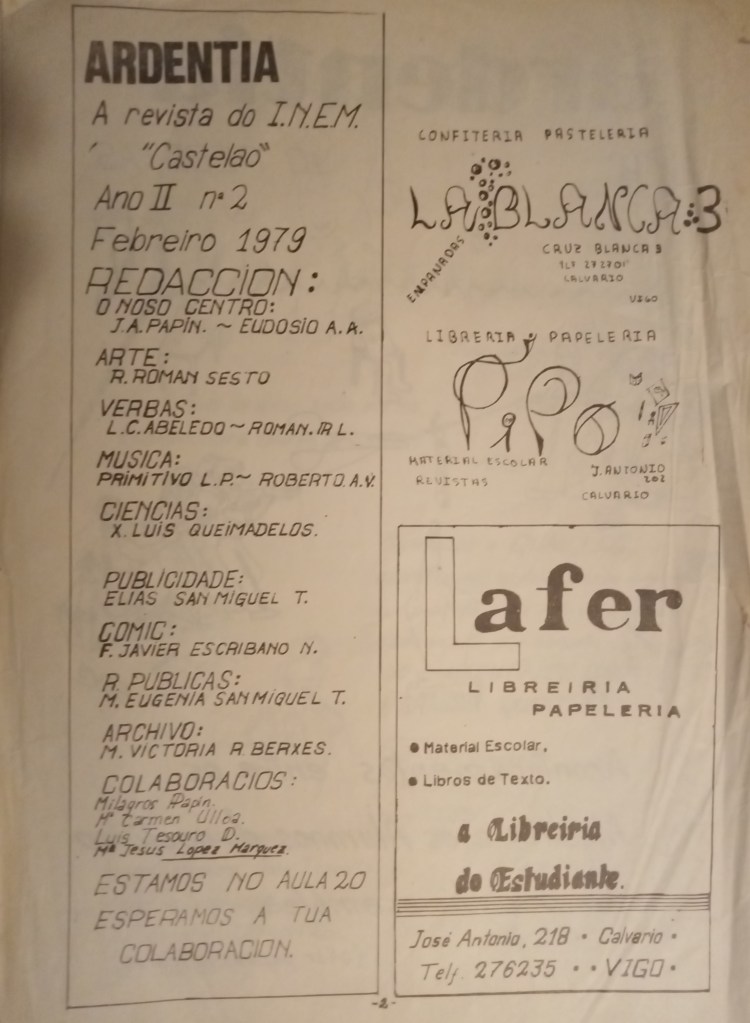 ARDENTIA
A revista do I.N.E.M.
"Castelao"
Ano II nº 2
Febreiro 1979
REDACCION:
O NOSO CENTRO:
J.A. PAPIN. ~ EUDOSIO A.A.
ARTE:
R. ROMAN SESTO
VERBAS:
L.C. ABELEDO ~ ROMAN. IR L.
MUSICA:
PRIMITIVO L.P. ~ ROBERTO. A.V.
CIENCIAS:
X. LUIS QUEIMADELOS.
PUBLICIDADE:
ELIAS SAN MIGUEL T.
COMIC:
F. JAVIER ESCRIBANO N.
R. PUBLICAS:
M. EUGENIA SAN MIGUEL T.
ARCHIVO:
M. VICTORIA R. BERXES.
COLABORACIOS:
Milagros Papin.
Mª Carmen Ulloa.
Luis Tesouro D.
Mª Jesus Lopez Marquez.
ESTAMOS NO AULA 20
ESPERAMOS A TUA
COLABORACION.
CONFITERIA PASTELERIA
LA BLANCA 3
EMPANADAS
CRUZ BLANCA 3
CALVARIO
VIGO
LIBRERIA PAPELERIA
PiPo
MATERIAL ESCOLAR
REVISTAS
J. ANTONIO
202
CALVARIO
Lafer
LIBREIRIA
PAPELERIA
● Material Escolar.
● Libros de Texto.
a Libreiria
do Estudiante.
José Antonio, 218 • Calvario •
Telf. 276235 • • VIGO •
-2-